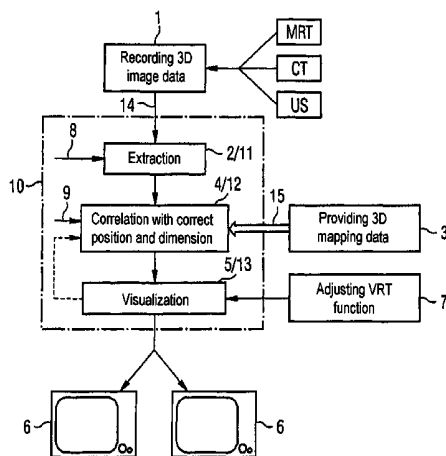 1
MRT
Recording 3D
image data
CT
US
14
8
Extraction
2/11
10
4/12
9
Correlation with correct
position and dimension
15
Providing 3D
mapping data
3
5/13
Visualization
Adjusting VRT
function
7
6
6